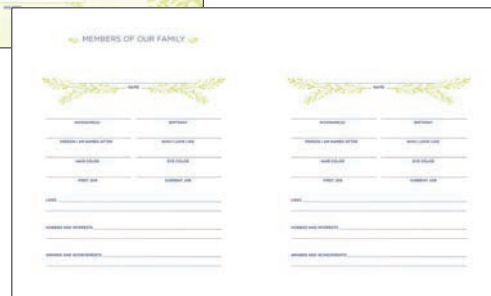 MEMBERS OF OUR FAMILY
NAME
NAME
NICKNAME(S) BIRTHDAY
NICKNAME(S) BIRTHDAY
PERSON I AM NAMED AFTER WHO I LOOK LIKE
PERSON I AM NAMED AFTER WHO I LOOK LIKE
HAIR COLOR EYE COLOR
HAIR COLOR EYE COLOR
FIRST JOB CURRENT JOB
FIRST JOB CURRENT JOB
LIKES
LIKES
HOBBIES AND INTERESTS
HOBBIES AND INTERESTS
AWARDS AND ACHIEVEMENTS
AWARDS AND ACHIEVEMENTS